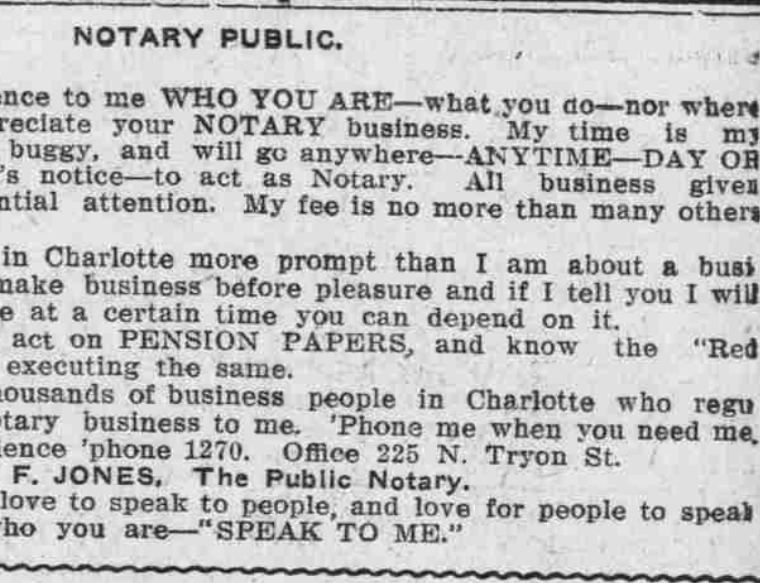 NOTARY PUBLIC.
ence to me WHO YOU ARE—what you do—nor where
reciate your NOTARY business. My time is my
buggy, and will go anywhere—ANYTIME—DAY OR
's notice—to act as Notary. All business given
ntial attention. My fee is no more than many others
in Charlotte more prompt than I am about a busi
make business before pleasure and if I tell you I will
e at a certain time you can depend on it.
act on PENSION PAPERS, and know the "Red
executing the same.
housands of business people in Charlotte who regu
otary business to me. 'Phone me when you need me.
dence 'phone 1270. Office 225 N. Tryon St.
F. JONES, The Public Notary.
love to speak to people, and love for people to speak
ho you are—"SPEAK TO ME."